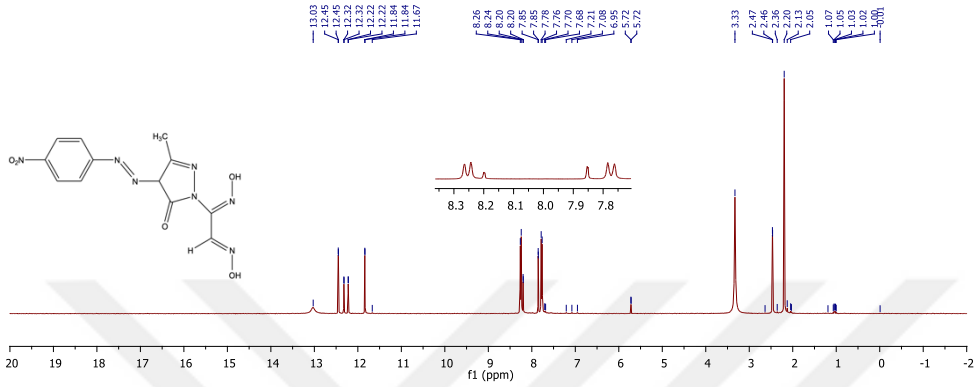 13.03 12.45 12.45 12.32 12.32 12.22 12.22 11.84 11.84 11.67 8.26 8.24 8.20 8.20 7.85 7.85 7.78 7.76 7.70 7.68 7.21 7.08 6.95 5.72 5.72 3.33 2.47 2.46 2.36 2.20 2.13 2.05 1.07 1.05 1.03 1.02 1.00 -0.01
H₃C
O₂N
N
N
N
N
O
N
OH
H
N
OH
8.3 8.2 8.1 8.0 7.9 7.8
20 19 18 17 16 15 14 13 12 11 10 9 8 7 6 5 4 3 2 1 0 -1 -2
f1 (ppm)